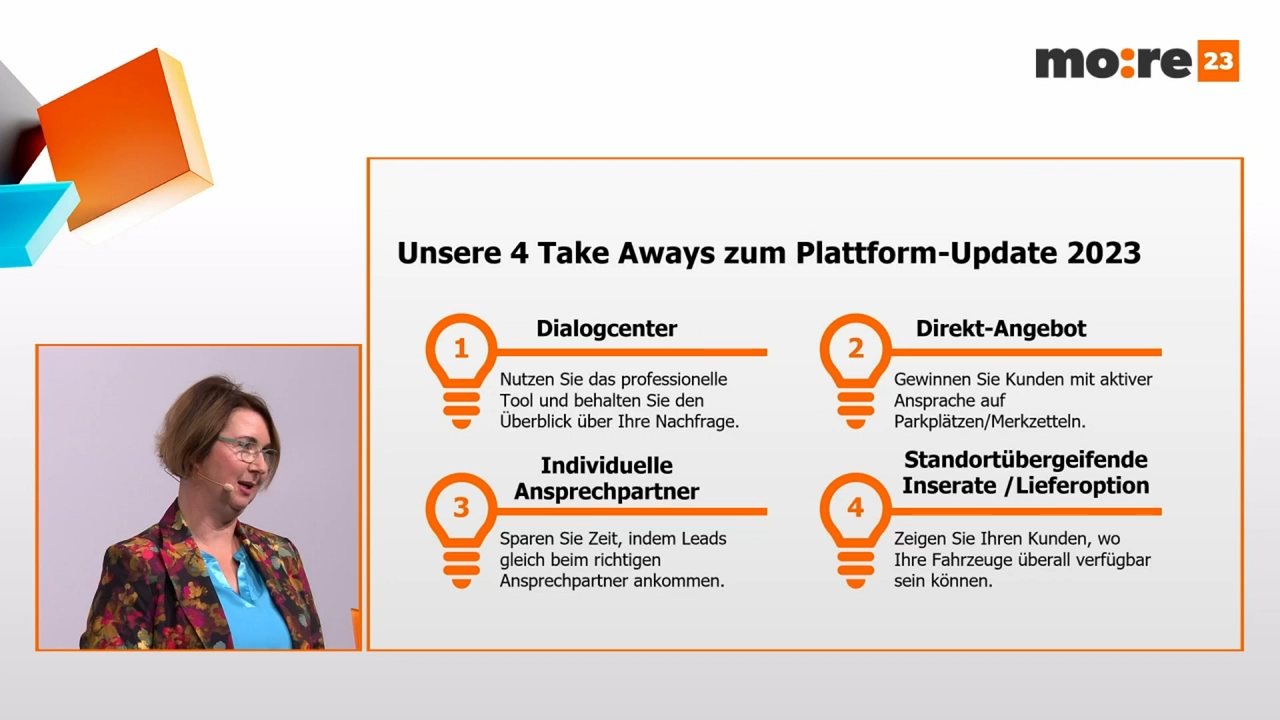 mo:re 23
Unsere 4 Take Aways zum Plattform-Update 2023
1
Dialogcenter
Nutzen Sie das professionelle
Tool und behalten Sie den
Überblick über Ihre Nachfrage.
2
Direkt-Angebot
Gewinnen Sie Kunden mit aktiver
Ansprache auf
Parkplätzen/Merkzetteln.
3
Individuelle
Ansprechpartner
Sparen Sie Zeit, indem Leads
gleich beim richtigen
Ansprechpartner ankommen.
4
Standortübergeifende
Inserate /Lieferoption
Zeigen Sie Ihren Kunden, wo
Ihre Fahrzeuge überall verfügbar
sein können.